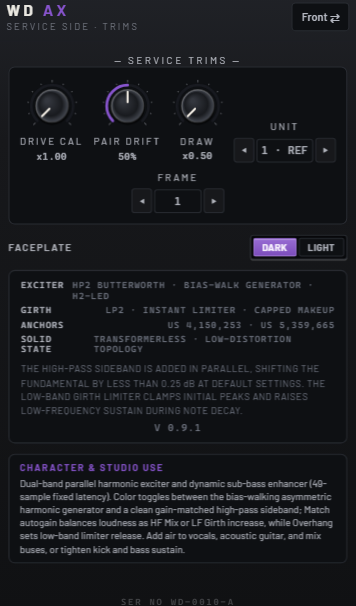 WD AX
SERVICE SIDE · TRIMS
Front ⇄
— SERVICE TRIMS —
DRIVE CAL
x1.00
PAIR DRIFT
50%
DRAW
x0.50
UNIT
◂ 1 · REF ▸
FRAME
◂ 1 ▸
FACEPLATE
DARK LIGHT
EXCITER HP2 BUTTERWORTH · BIAS-WALK GENERATOR ·
H2-LED
GIRTH LP2 · INSTANT LIMITER · CAPPED MAKEUP
ANCHORS US 4,150,253 · US 5,359,665
SOLID TRANSFORMERLESS · LOW-DISTORTION
STATE TOPOLOGY
THE HIGH-PASS SIDEBAND IS ADDED IN PARALLEL, SHIFTING THE
FUNDAMENTAL BY LESS THAN 0.25 dB AT DEFAULT SETTINGS. THE
LOW-BAND GIRTH LIMITER CLAMPS INITIAL PEAKS AND RAISES
LOW-FREQUENCY SUSTAIN DURING NOTE DECAY.
V 0.9.1
CHARACTER & STUDIO USE
Dual-band parallel harmonic exciter and dynamic sub-bass enhancer (49-
sample fixed latency). Color toggles between the bias-walking asymmetric
harmonic generator and a clean gain-matched high-pass sideband; Match
autogain balances loudness as HF Mix or LF Girth increase, while Overhang
sets low-band limiter release. Add air to vocals, acoustic guitar, and mix
buses, or tighten kick and bass sustain.
SER NO WD-0010-A